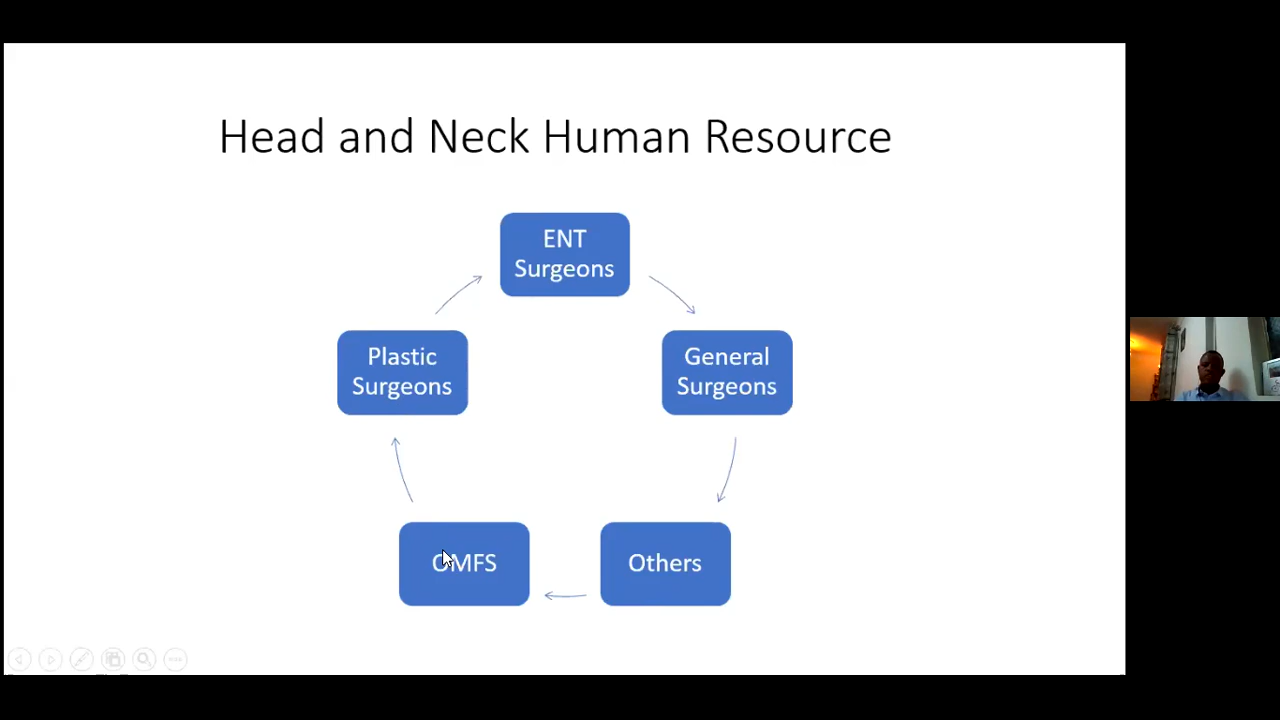 Head and Neck Human Resource
ENT
Surgeons
Plastic
Surgeons
General
Surgeons
OMFS
Others